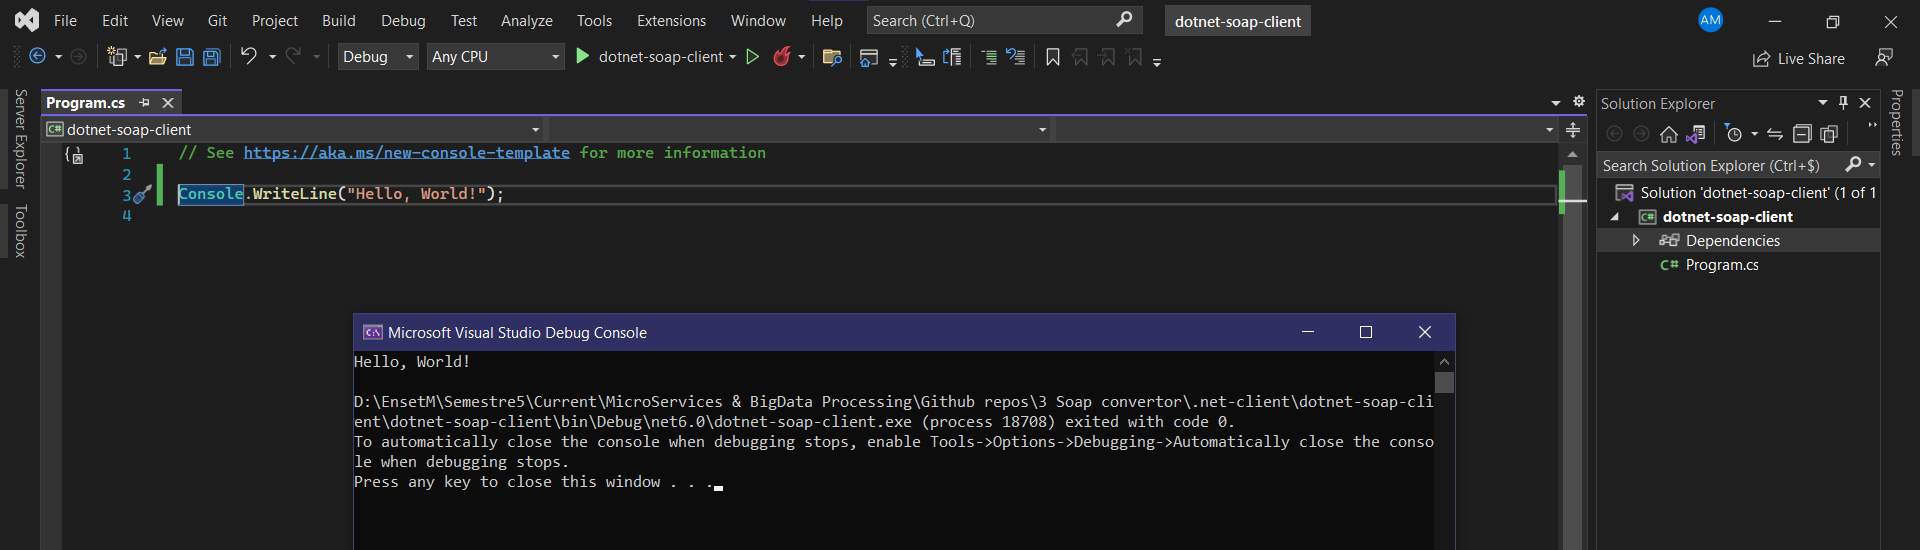 File Edit View Git Project Build Debug Test Analyze Tools Extensions Window Help Search (Ctrl+Q) dotnet-soap-client AM
Debug Any CPU dotnet-soap-client Live Share
Server Explorer
Toolbox
Program.cs
C# dotnet-soap-client
1 // See https://aka.ms/new-console-template for more information
2
3 Console.WriteLine("Hello, World!");
4
Microsoft Visual Studio Debug Console
Hello, World!
D:\EnsetM\Semestre5\Current\MicroServices & BigData Processing\Github repos\3 Soap convertor\.net-client\dotnet-soap-cli
ent\dotnet-soap-client\bin\Debug\net6.0\dotnet-soap-client.exe (process 18708) exited with code 0.
To automatically close the console when debugging stops, enable Tools->Options->Debugging->Automatically close the conso
le when debugging stops.
Press any key to close this window . . .
Solution Explorer
Search Solution Explorer (Ctrl+$)
Solution 'dotnet-soap-client' (1 of 1
C# dotnet-soap-client
Dependencies
C# Program.cs
Properties